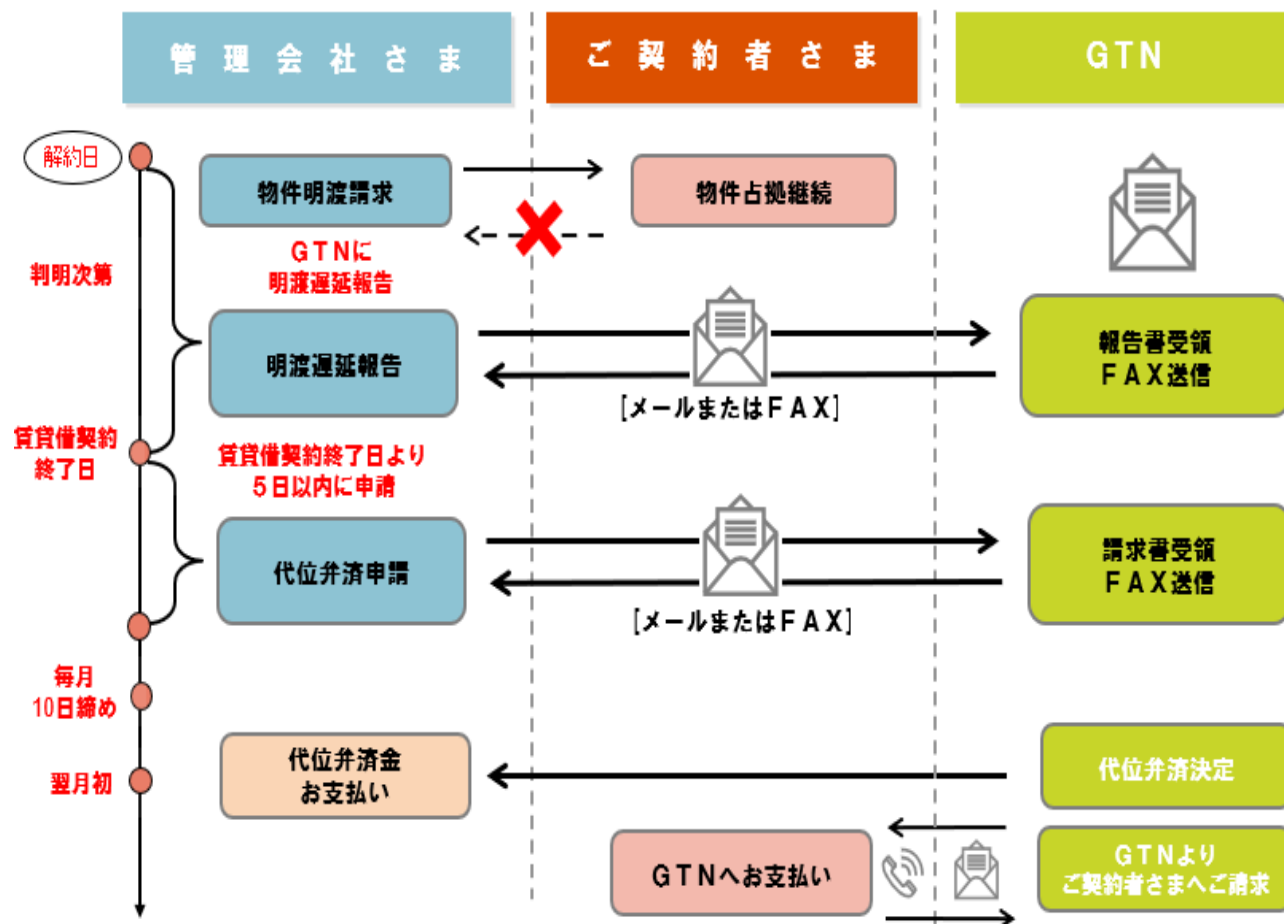 管理会社さま
ご契約者さま
GTN
解約日
物件明渡請求
物件占拠継続
判明次第
ＧＴＮに
明渡遅延報告
明渡遅延報告
報告書受領
ＦＡＸ送信
[メールまたはＦＡＸ]
賃貸借契約
終了日
賃貸借契約終了日より
５日以内に申請
代位弁済申請
請求書受領
ＦＡＸ送信
[メールまたはＦＡＸ]
毎月
10日締め
翌月初
代位弁済金
お支払い
代位弁済決定
ＧＴＮへお支払い
ＧＴＮより
ご契約者さまへご請求